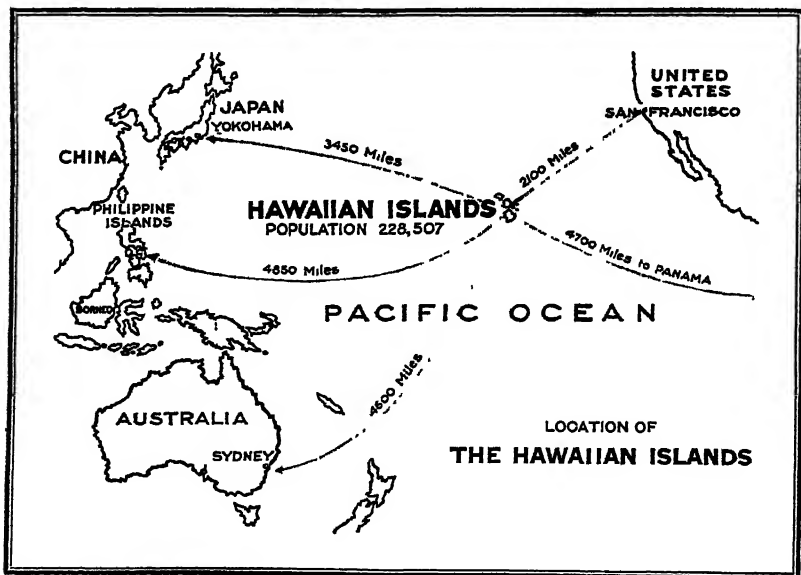 UNITED
STATES
SAN FRANCISCO
JAPAN
YOKOHAMA
CHINA
3450 Miles
2100 Miles
PHILIPPINE
ISLANDS
HAWAIIAN ISLANDS
POPULATION 228,507
4850 Miles
4700 Miles to PANAMA
BORNEO
PACIFIC OCEAN
4600 Miles
AUSTRALIA
SYDNEY
LOCATION OF
THE HAWAIIAN ISLANDS